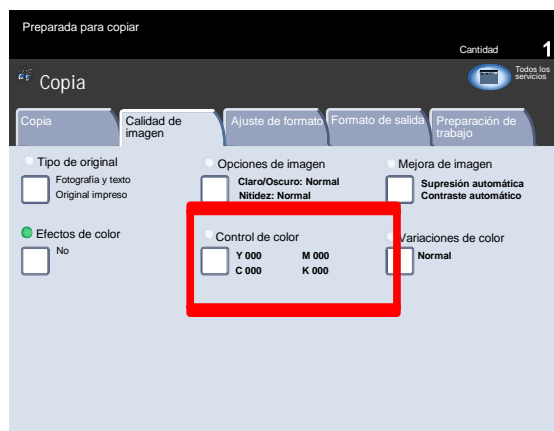 Preparada para copiar
Cantidad 1
Copia
Todos los
servicios
Copia
Calidad de
imagen
Ajuste de formato
Formato de salida
Preparación de
trabajo
Tipo de original
Fotografía y texto
Original impreso
Opciones de imagen
Claro/Oscuro: Normal
Nitidez: Normal
Mejora de imagen
Supresión automática
Contraste automático
Efectos de color
No
Control de color
Y 000 M 000
C 000 K 000
Variaciones de color
Normal